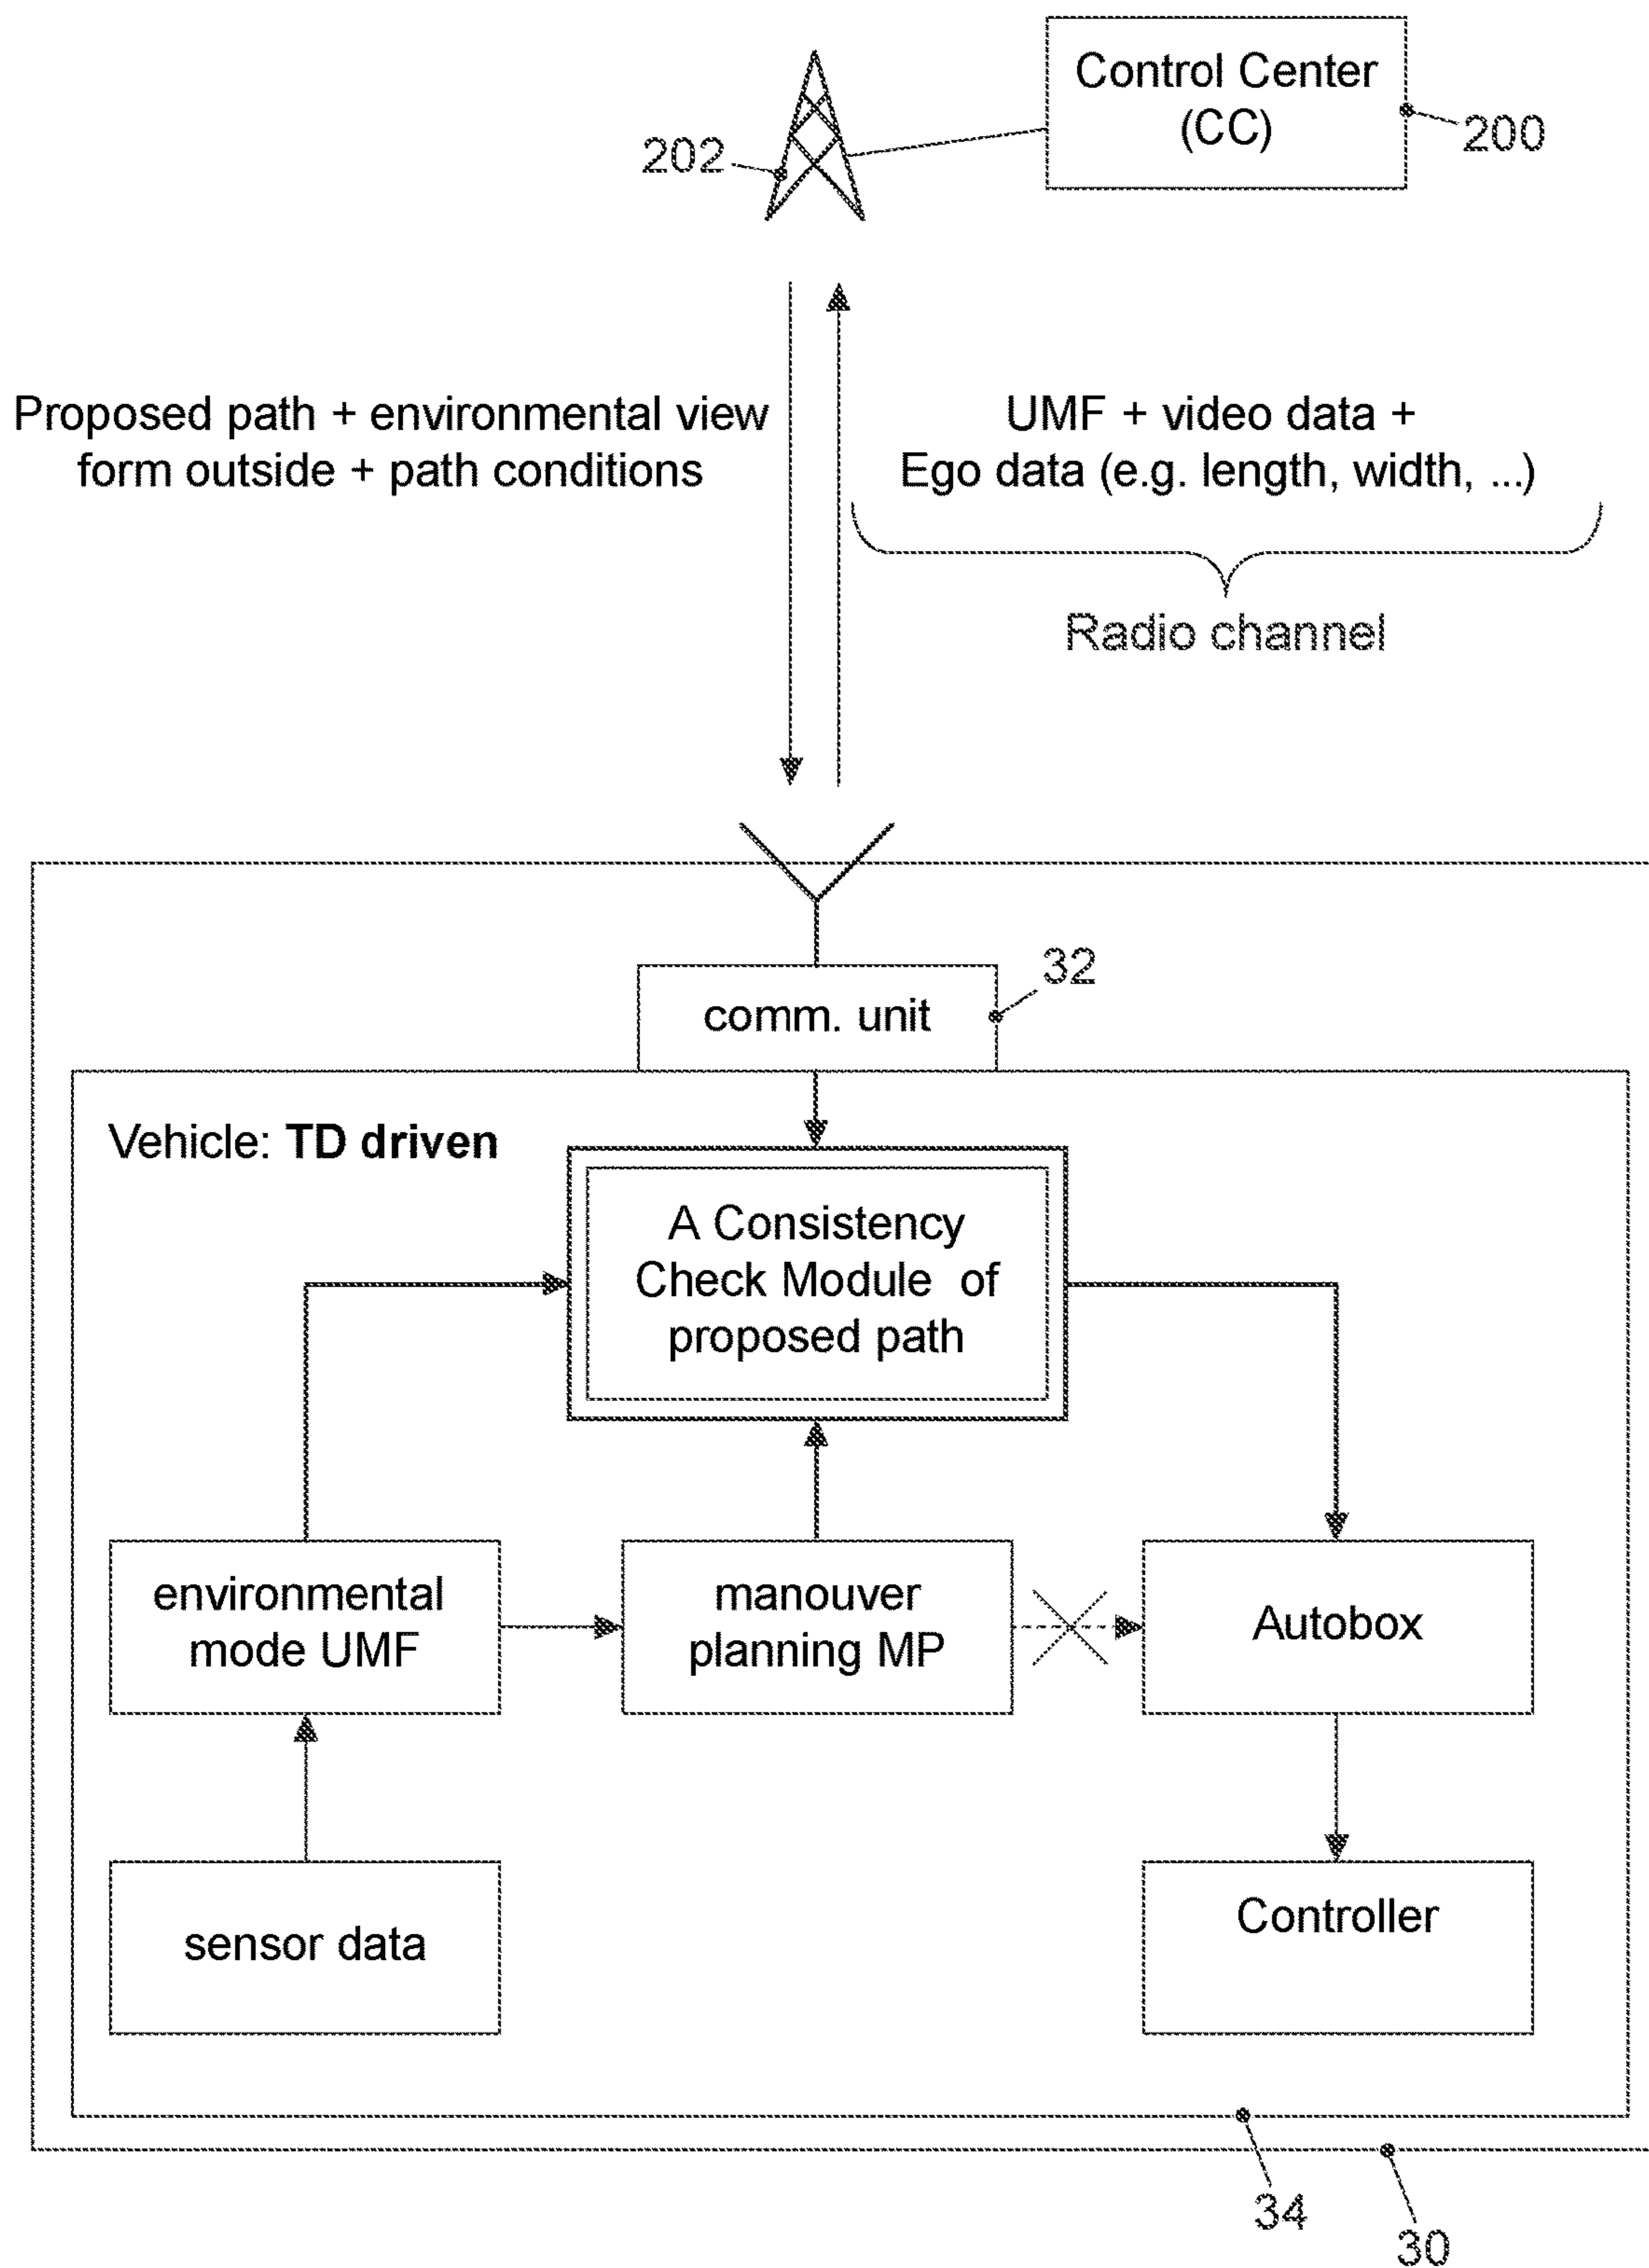 Control Center
(CC)
200
202
Proposed path + environmental view
form outside + path conditions
UMF + video data +
Ego data (e.g. length, width, ...)
Radio channel
32
comm. unit
Vehicle: TD driven
A Consistency
Check Module of
proposed path
environmental
mode UMF
manouver
planning MP
Autobox
sensor data
Controller
34
30